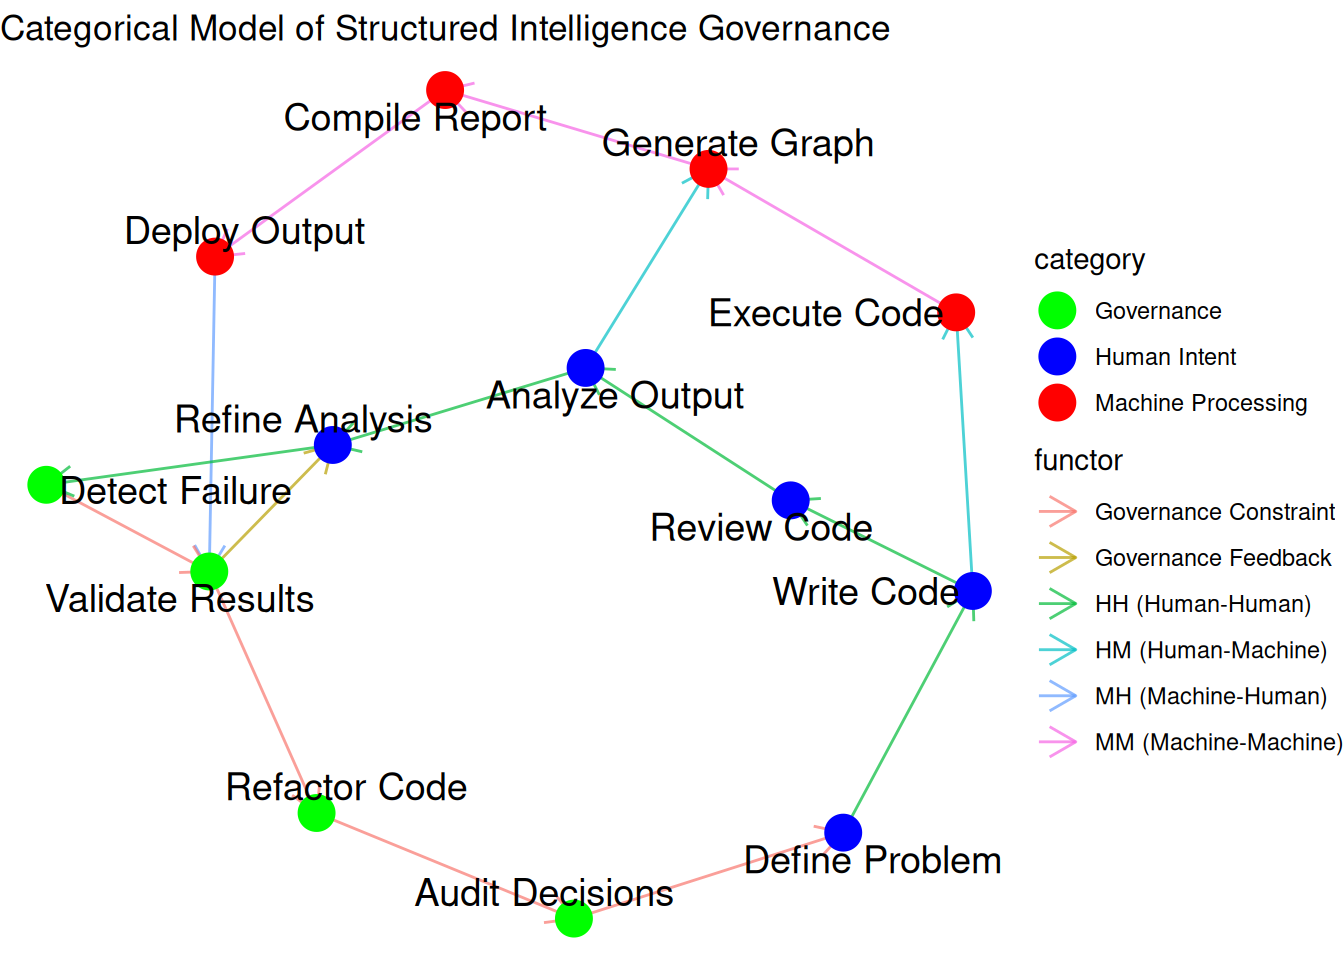 Categorical Model of Structured Intelligence Governance
Compile Report
Generate Graph
Deploy Output
Execute Code
Analyze Output
Refine Analysis
Detect Failure
Review Code
Validate Results
Write Code
Refactor Code
Define Problem
Audit Decisions
category
Governance
Human Intent
Machine Processing
functor
Governance Constraint
Governance Feedback
HH (Human-Human)
HM (Human-Machine)
MH (Machine-Human)
MM (Machine-Machine)